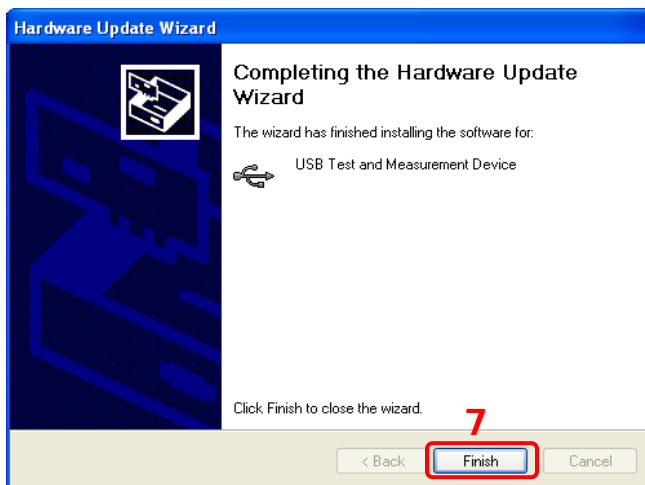 Hardware Update Wizard
Completing the Hardware Update
Wizard
The wizard has finished installing the software for:
USB Test and Measurement Device
Click Finish to close the wizard.
7
< Back
Finish
Cancel